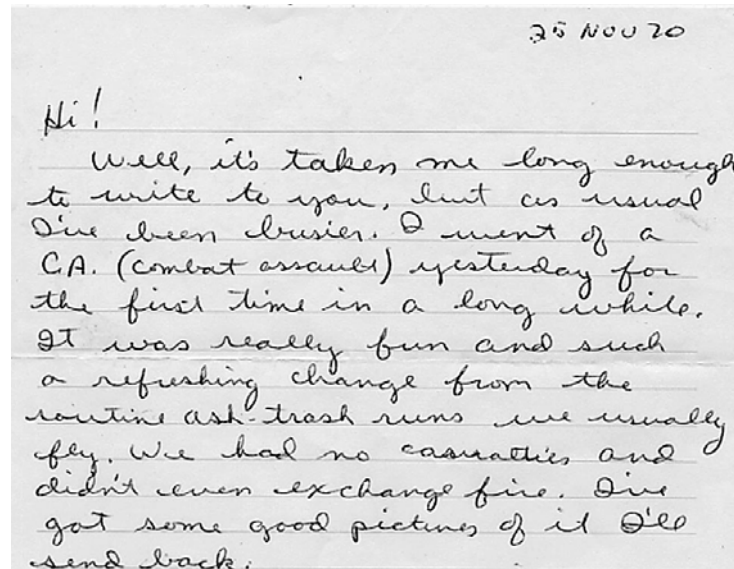 25 NOV 70
Hi!
Well, it's taken me long enough
to write to you, but as usual
I've been busier. I went of a
C.A. (combat assault) yesterday for
the first time in a long while.
It was really fun and such
a refreshing change from the
routine ash-trash runs we usually
fly. We had no casualties and
didn't even exchange fire. I've
got some good pictures of it I'll
send back.